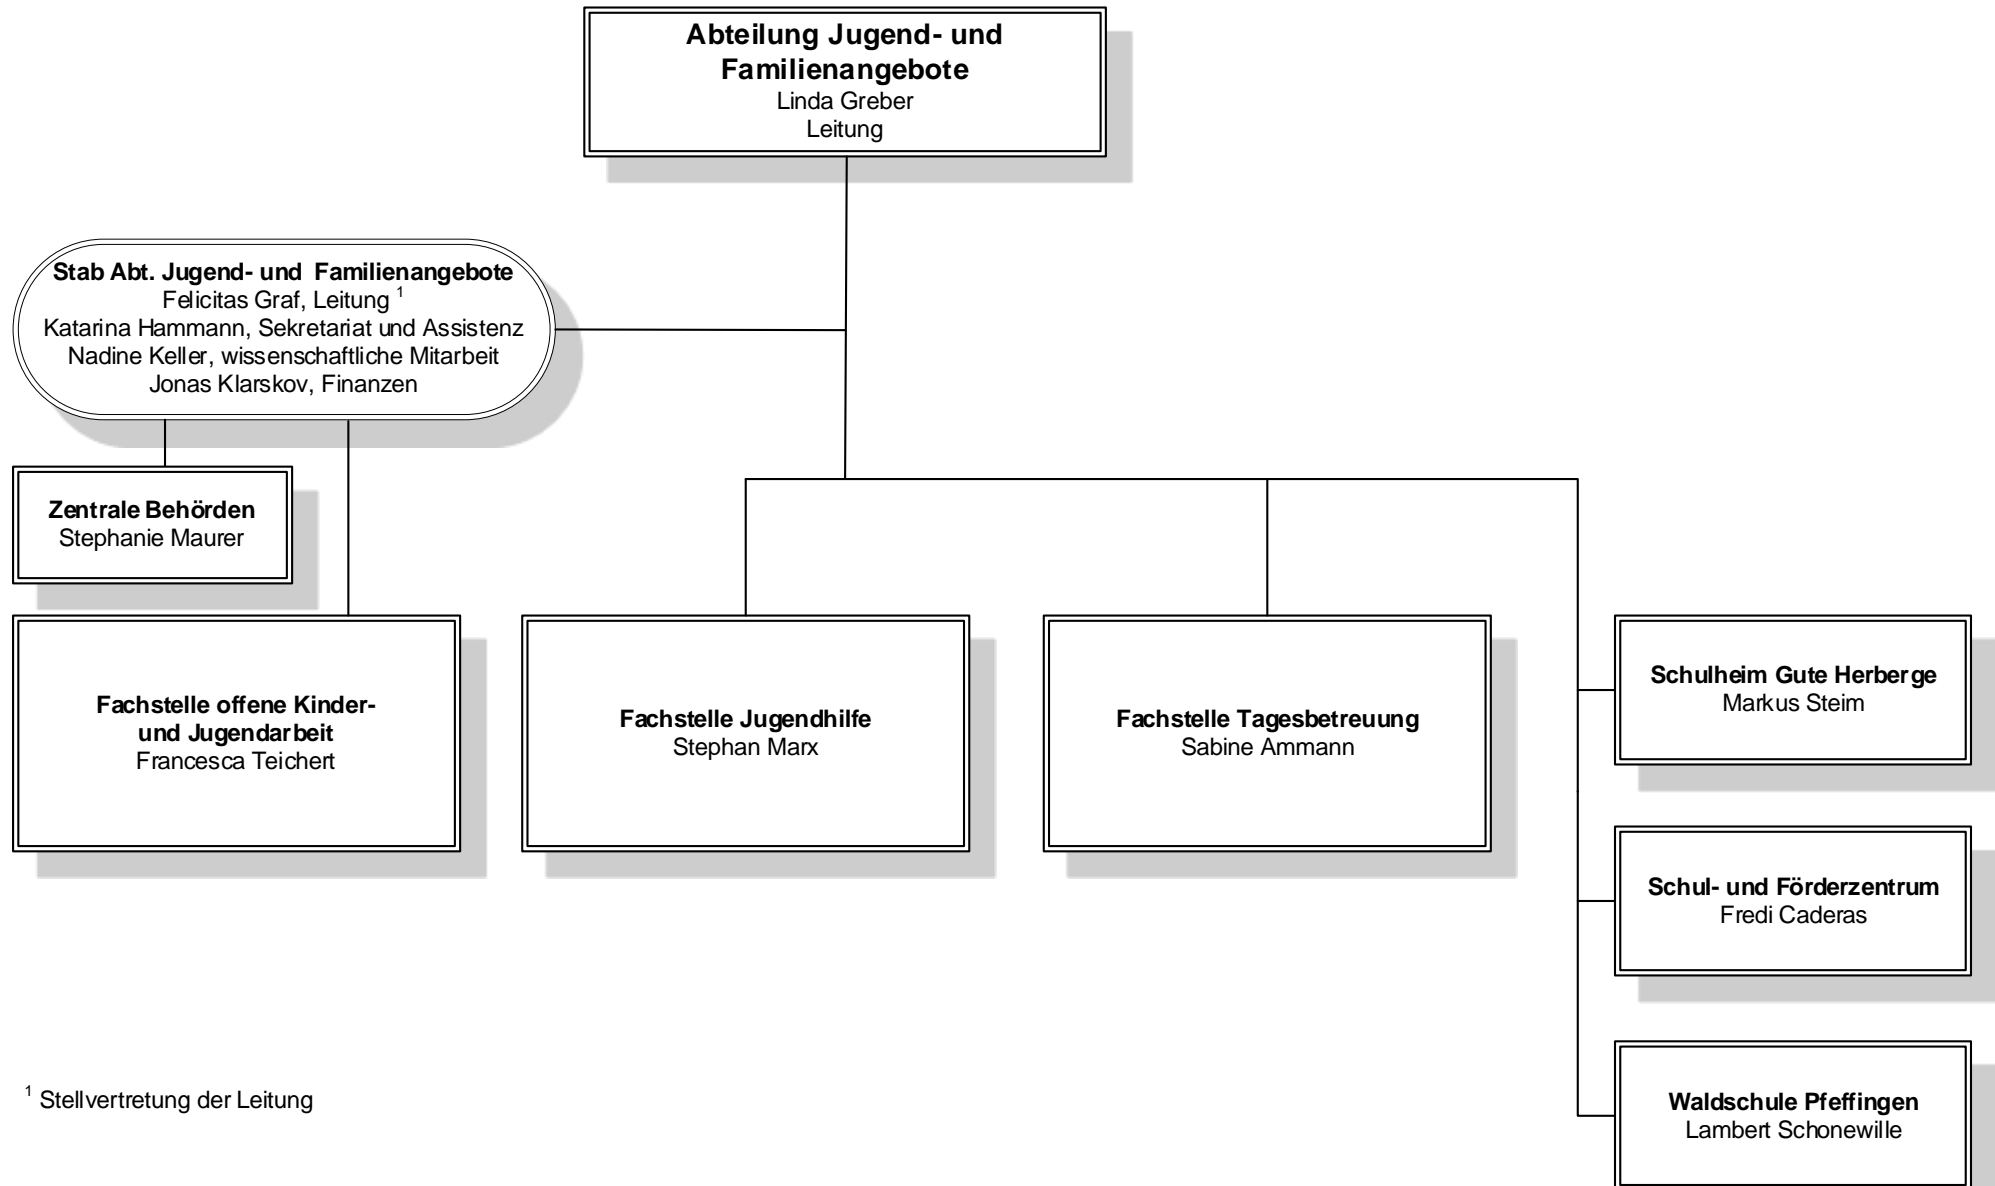 Abteilung Jugend- und
Familienangebote
Linda Greber
Leitung
Stab Abt. Jugend- und Familienangebote
Felicitas Graf, Leitung 1
Katarina Hammann, Sekretariat und Assistenz
Nadine Keller, wissenschaftliche Mitarbeit
Jonas Klarskov, Finanzen
Zentrale Behörden
Stephanie Maurer
Fachstelle offene Kinder-
und Jugendarbeit
Francesca Teichert
Fachstelle Jugendhilfe
Stephan Marx
Fachstelle Tagesbetreuung
Sabine Ammann
Schulheim Gute Herberge
Markus Steim
Schul- und Förderzentrum
Fredi Caderas
Waldschule Pfeffingen
Lambert Schonewille
1 Stellvertretung der Leitung